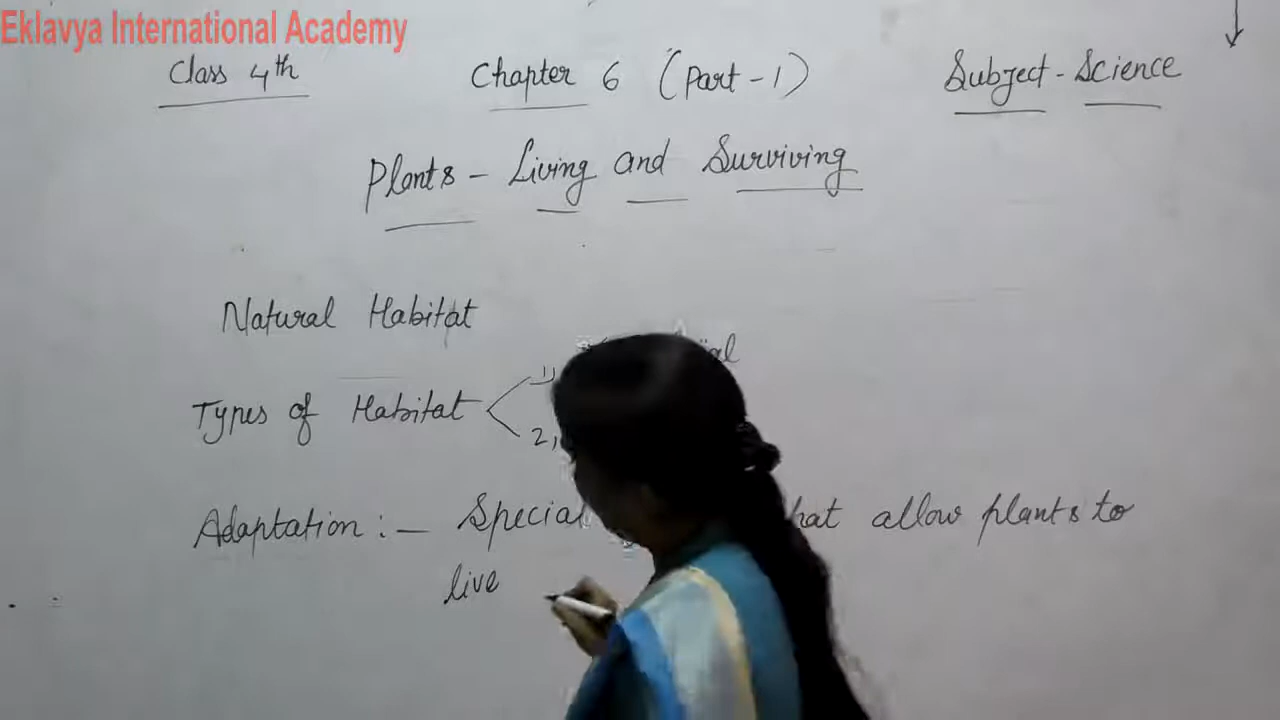 Eklavya International Academy
Class 4th Chapter 6 (Part-1) Subject-Science
Plants - Living and Surviving
Natural Habitat
Types of Habitat 1)
2,
Adaptation :- Special allow plants to
live